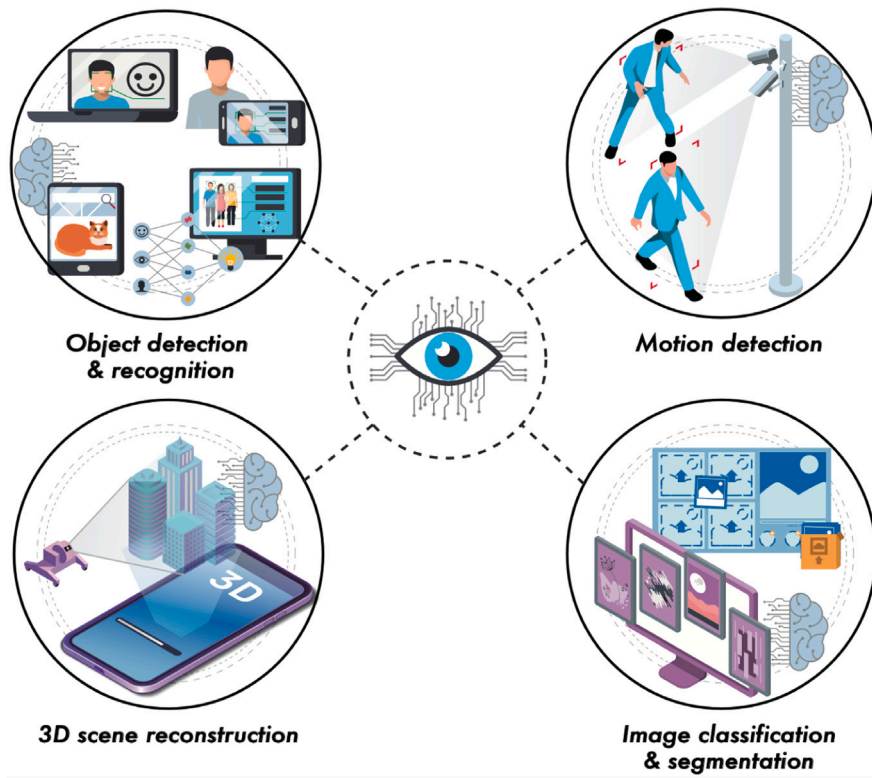 Object detection
& recognition
Motion detection
3D
3D scene reconstruction
Image classification
& segmentation